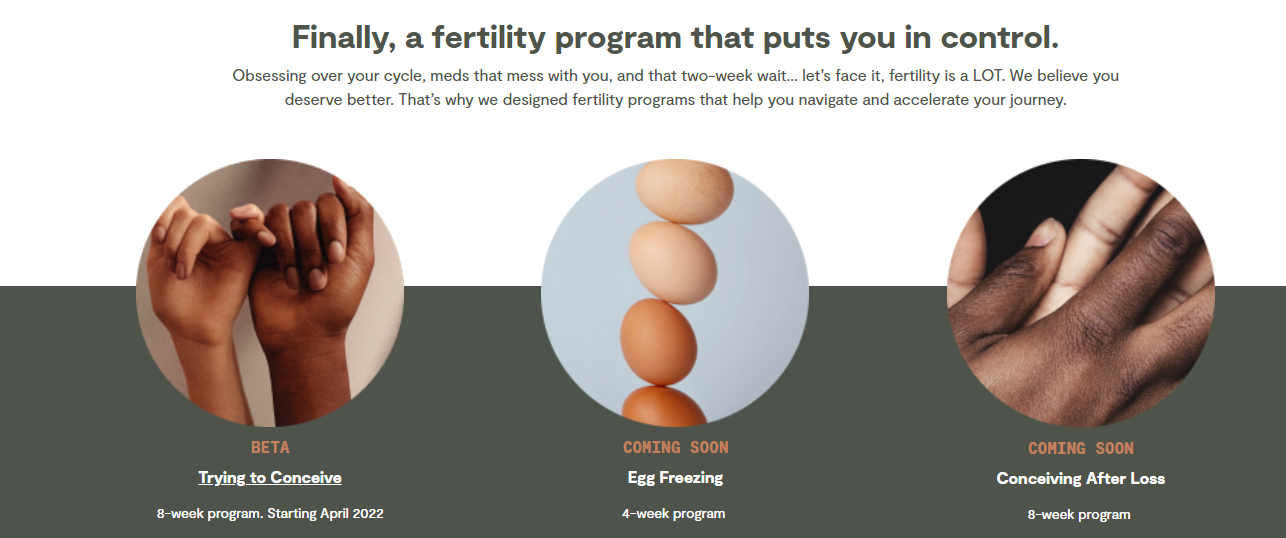 Finally, a fertility program that puts you in control.
Obsessing over your cycle, meds that mess with you, and that two-week wait... let's face it, fertility is a LOT. We believe you
deserve better. That's why we designed fertility programs that help you navigate and accelerate your journey.
BETA
Trying to Conceive
8-week program. Starting April 2022
COMING SOON
Egg Freezing
4-week program
COMING SOON
Conceiving After Loss
8-week program